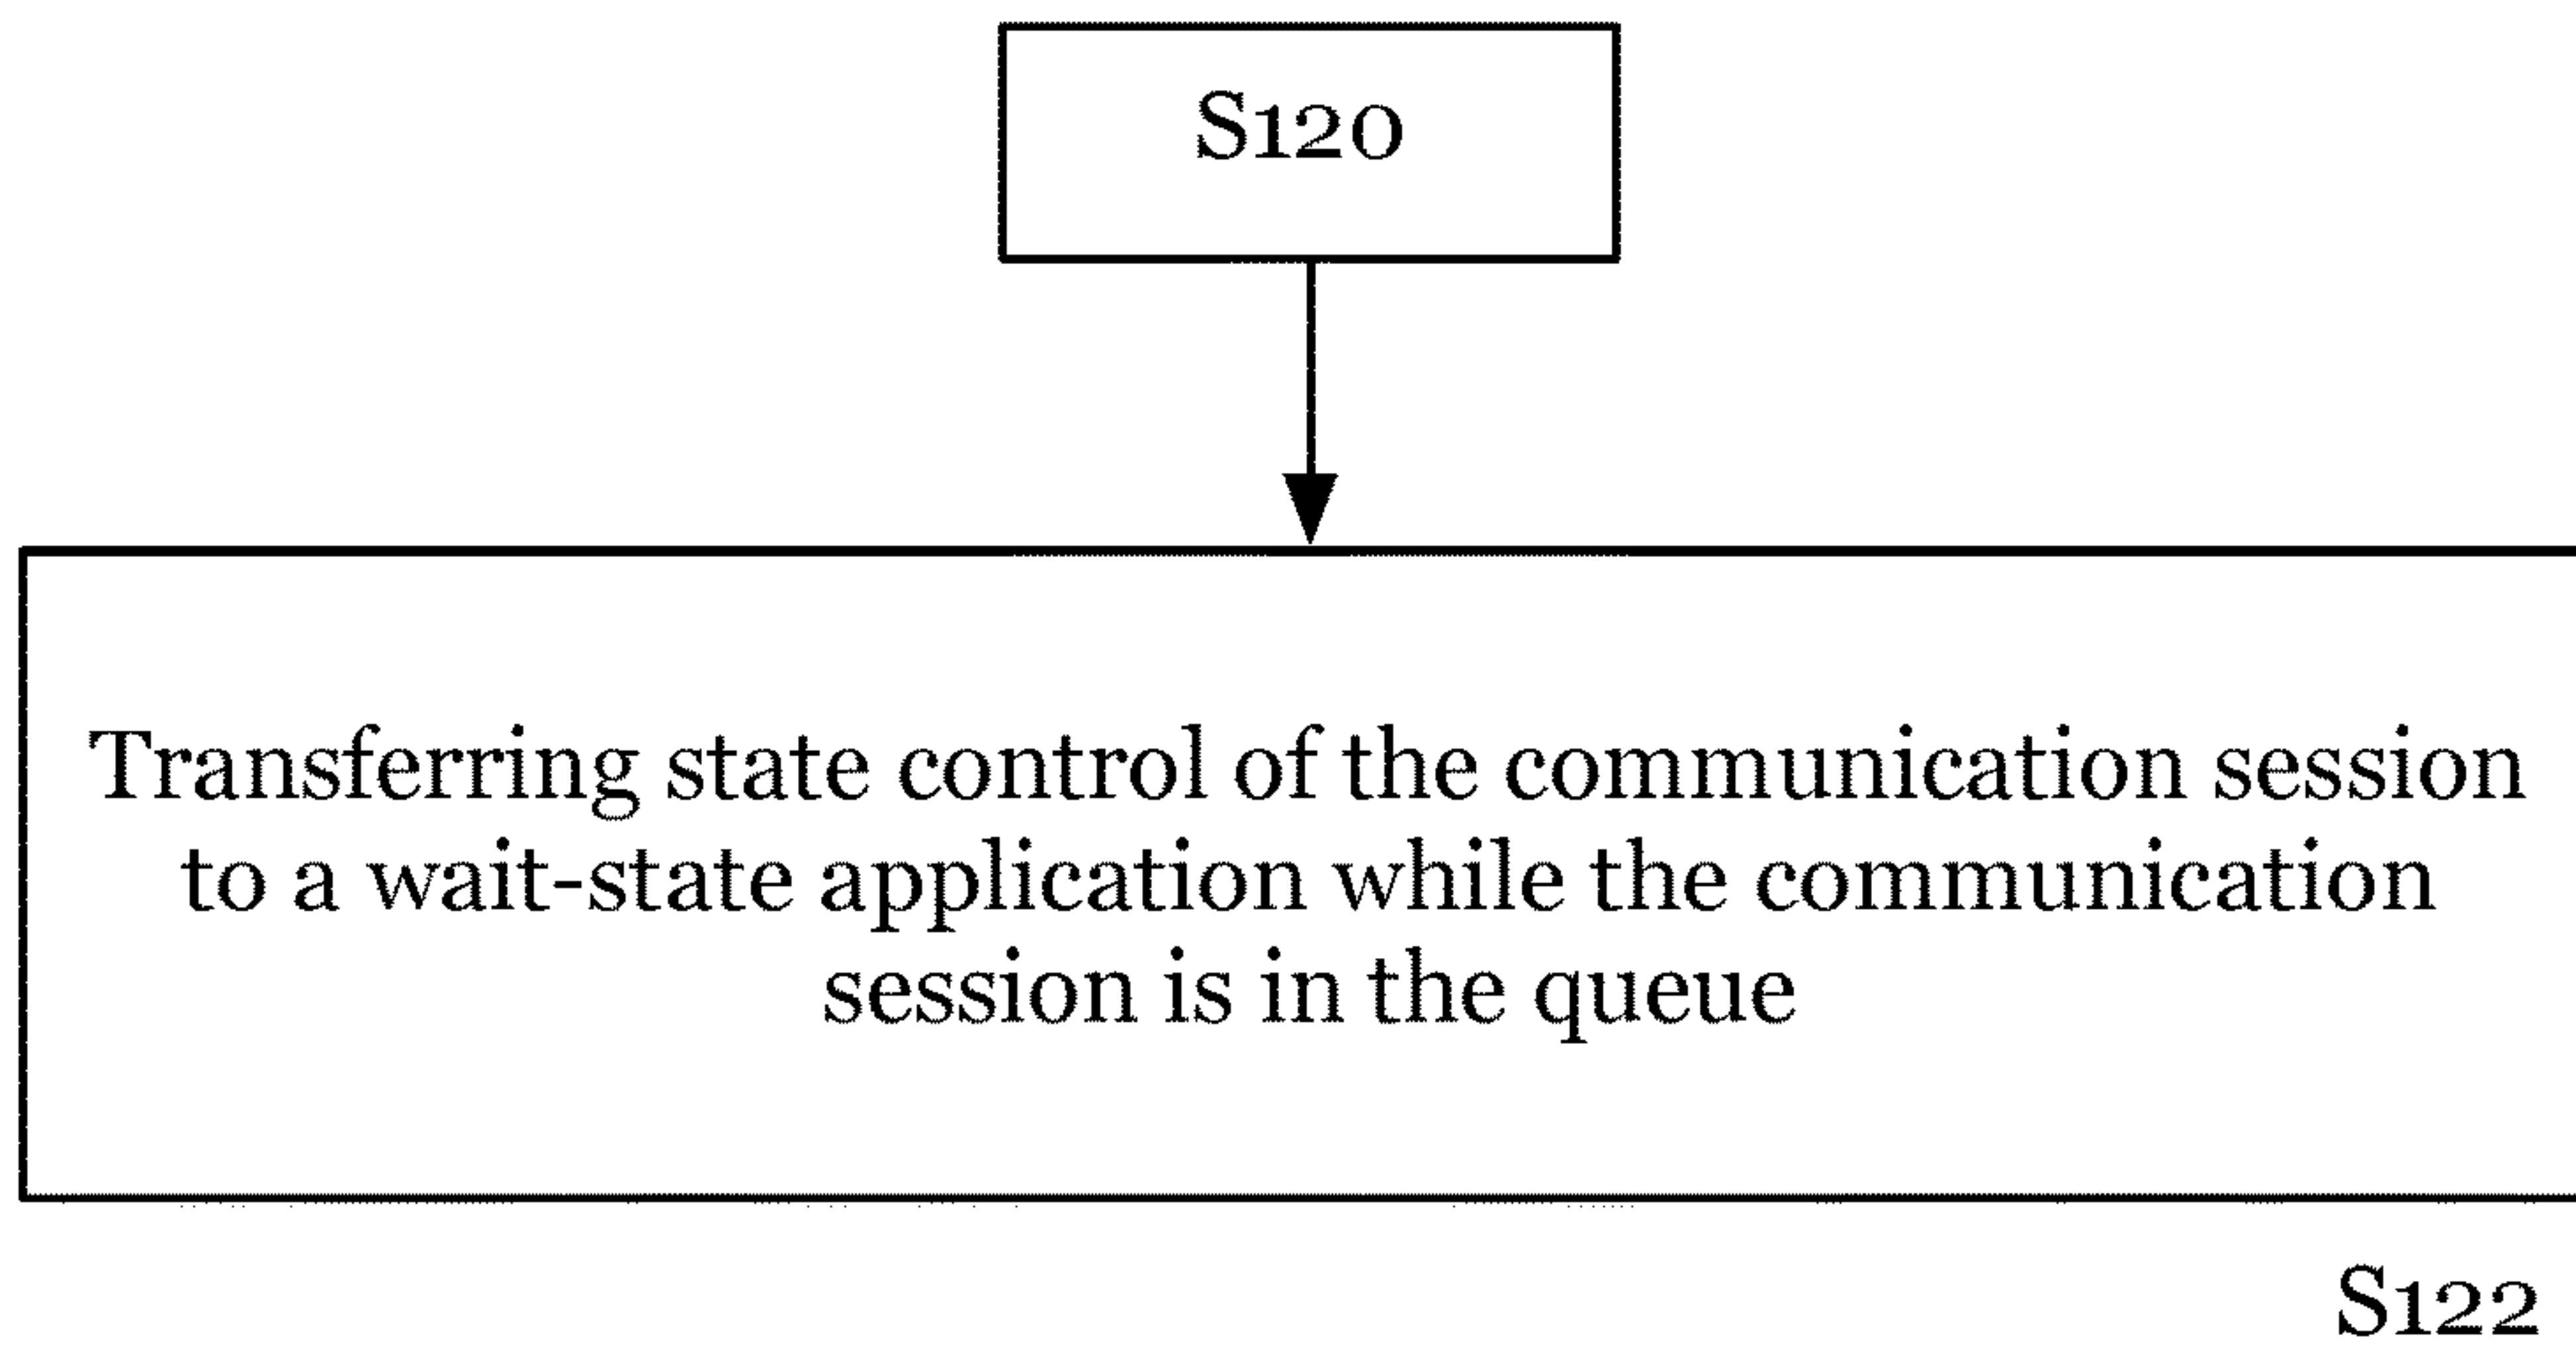 S120
Transferring state control of the communication session
to a wait-state application while the communication
session is in the queue
S122